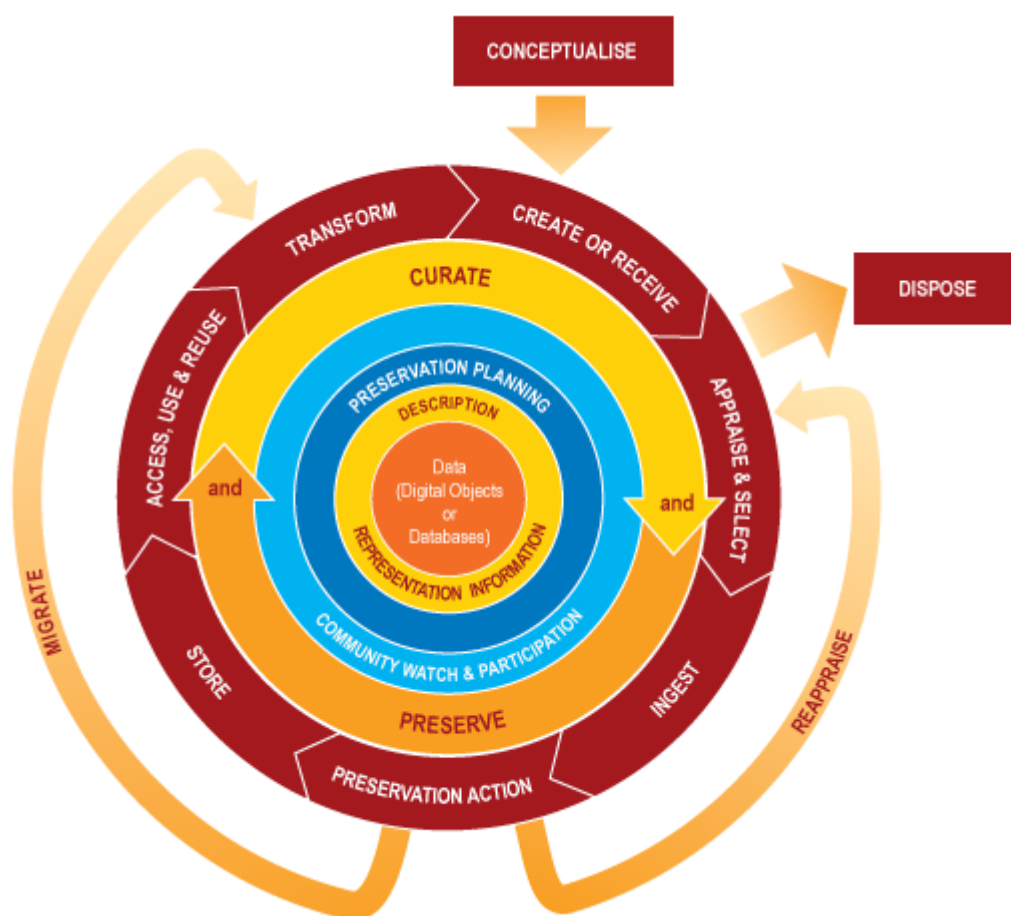 CONCEPTUALISE
TRANSFORM
CREATE OR RECEIVE
CURATE
DISPOSE
ACCESS, USE & REUSE
PRESERVATION PLANNING
DESCRIPTION
APPRAISE & SELECT
Data
(Digital Objects
or
Databases)
and
and
REPRESENTATION INFORMATION
COMMUNITY WATCH & PARTICIPATION
MIGRATE
STORE
PRESERVE
INGEST
REAPPRAISE
PRESERVATION ACTION